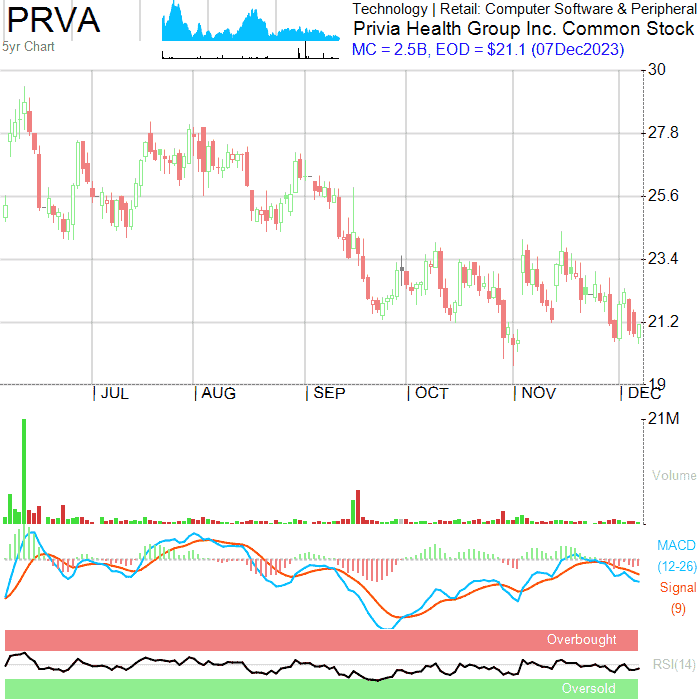 PRVA
5yr Chart
Technology | Retail: Computer Software & Peripheral
Privia Health Group Inc. Common Stock
MC = 2.5B, EOD = $21.1 (07Dec2023)
30
27.8
25.6
23.4
21.2
19
JUL
AUG
SEP
OCT
NOV
DEC
21M
Volume
MACD
(12-26)
Signal
(9)
Overbought
RSI(14)
Oversold